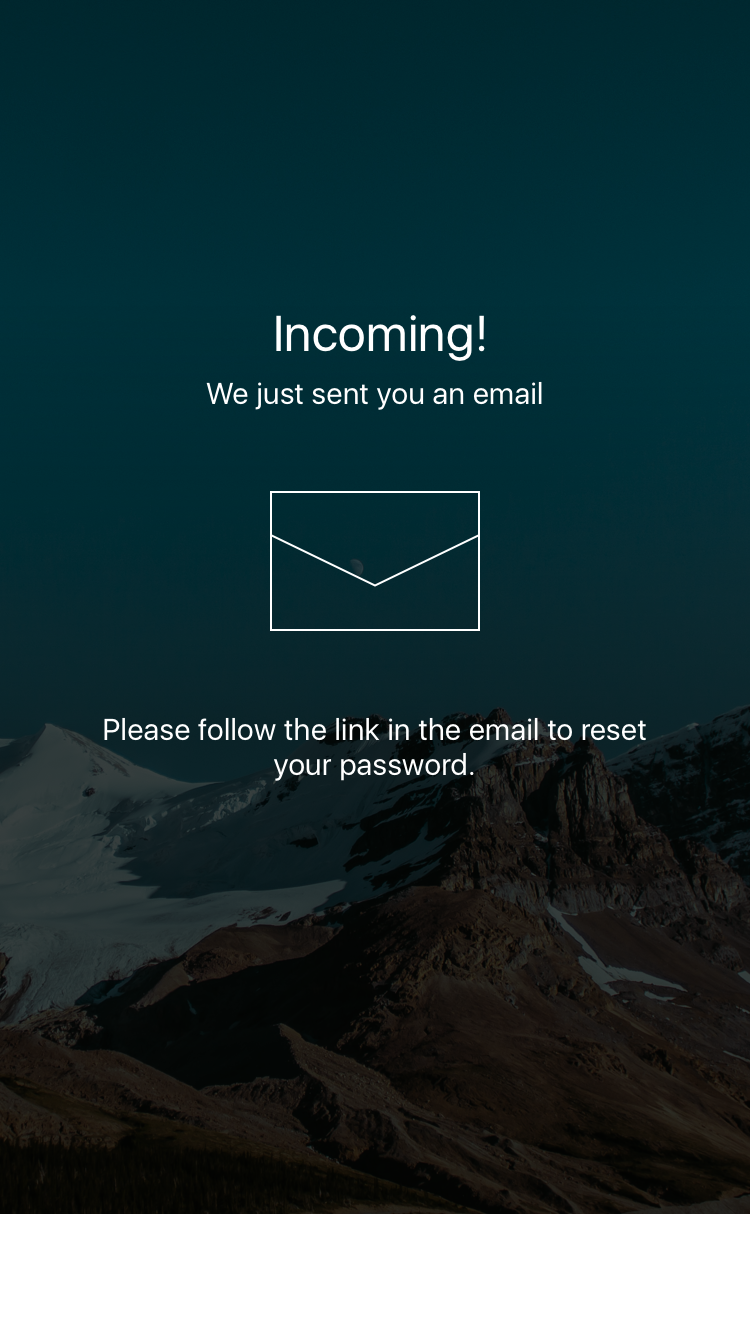 Incoming!
We just sent you an email
Please follow the link in the email to reset
your password.